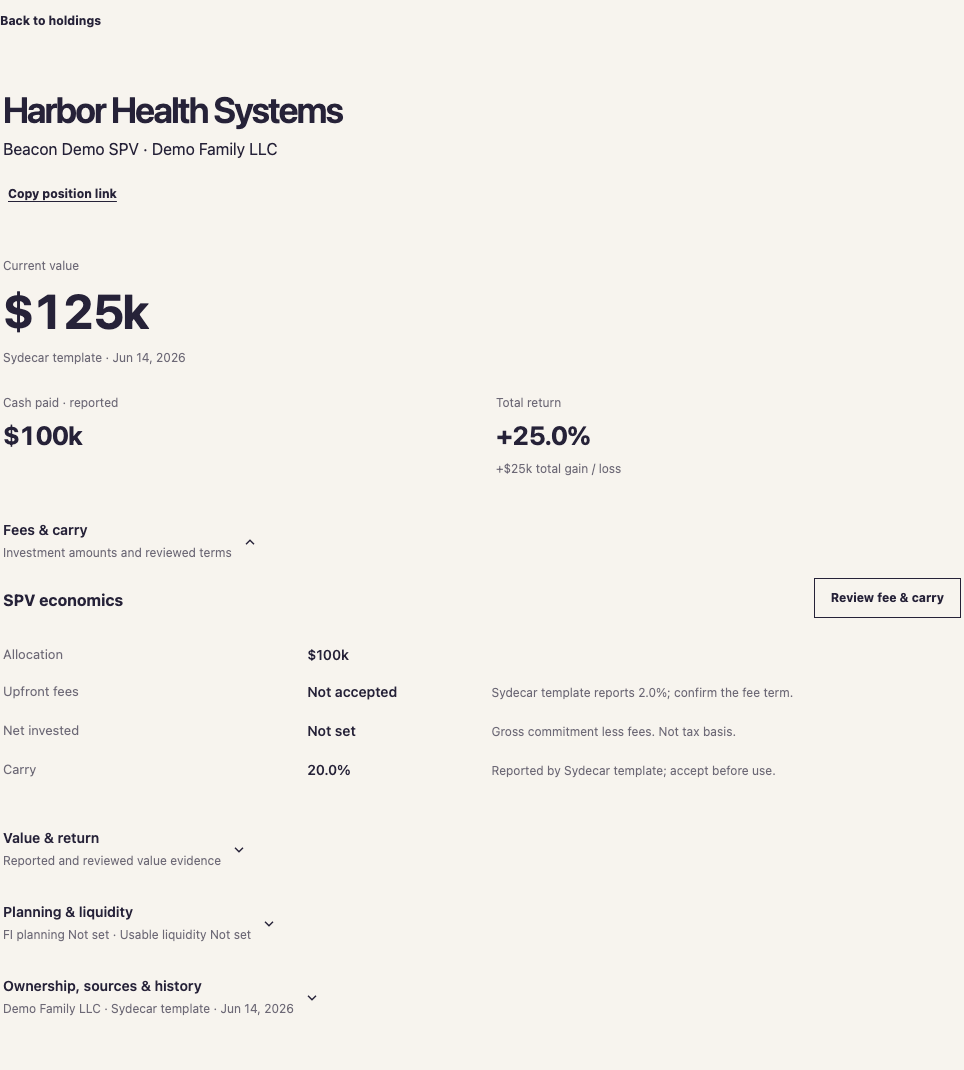 Back to holdings
Harbor Health Systems
Beacon Demo SPV · Demo Family LLC
Copy position link
Current value
$125k
Sydecar template · Jun 14, 2026
Cash paid · reported
$100k
Total return
+25.0%
+$25k total gain / loss
Fees & carry
Investment amounts and reviewed terms
SPV economics
Review fee & carry
Allocation $100k
Upfront fees Not accepted Sydecar template reports 2.0%; confirm the fee term.
Net invested Not set Gross commitment less fees. Not tax basis.
Carry 20.0% Reported by Sydecar template; accept before use.
Value & return
Reported and reviewed value evidence
Planning & liquidity
FI planning Not set · Usable liquidity Not set
Ownership, sources & history
Demo Family LLC · Sydecar template · Jun 14, 2026